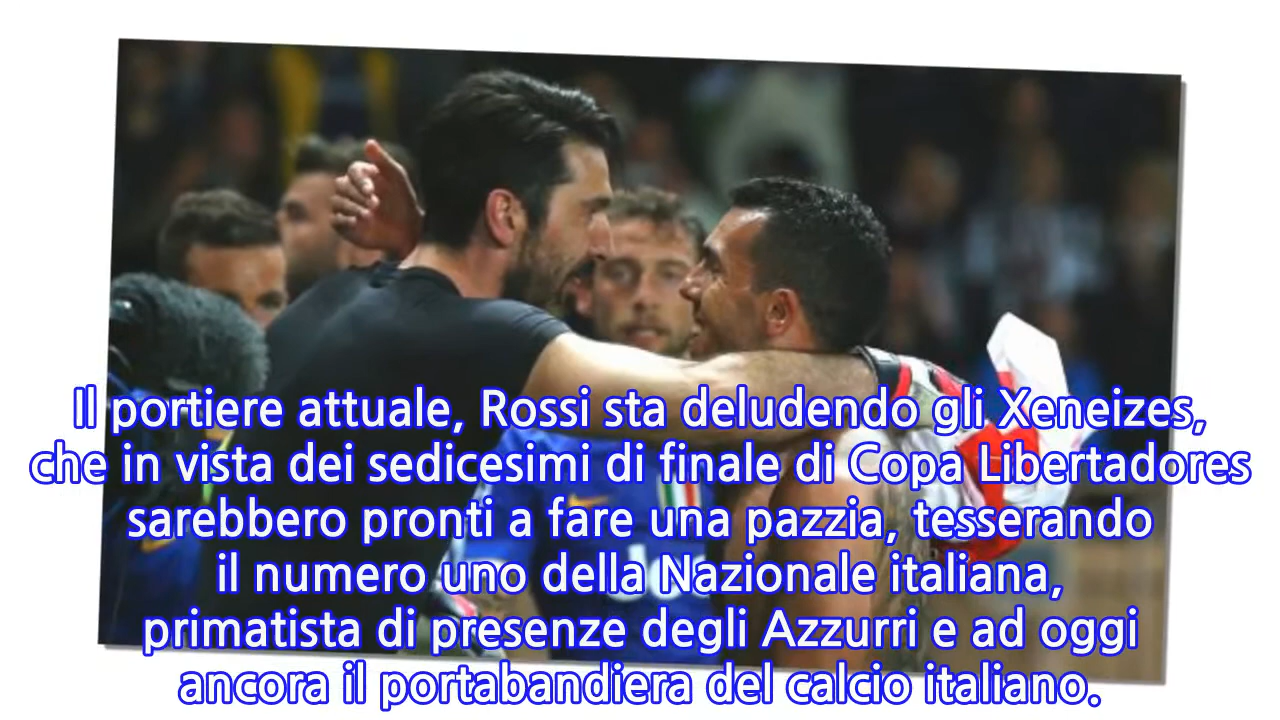 Il portiere attuale, Rossi sta deludendo gli Xeneizes,
che in vista dei sedicesimi di finale di Copa Libertadores
sarebbero pronti a fare una pazzia, tesserando
il numero uno della Nazionale italiana,
primatista di presenze degli Azzurri e ad oggi
ancora il portabandiera del calcio italiano.